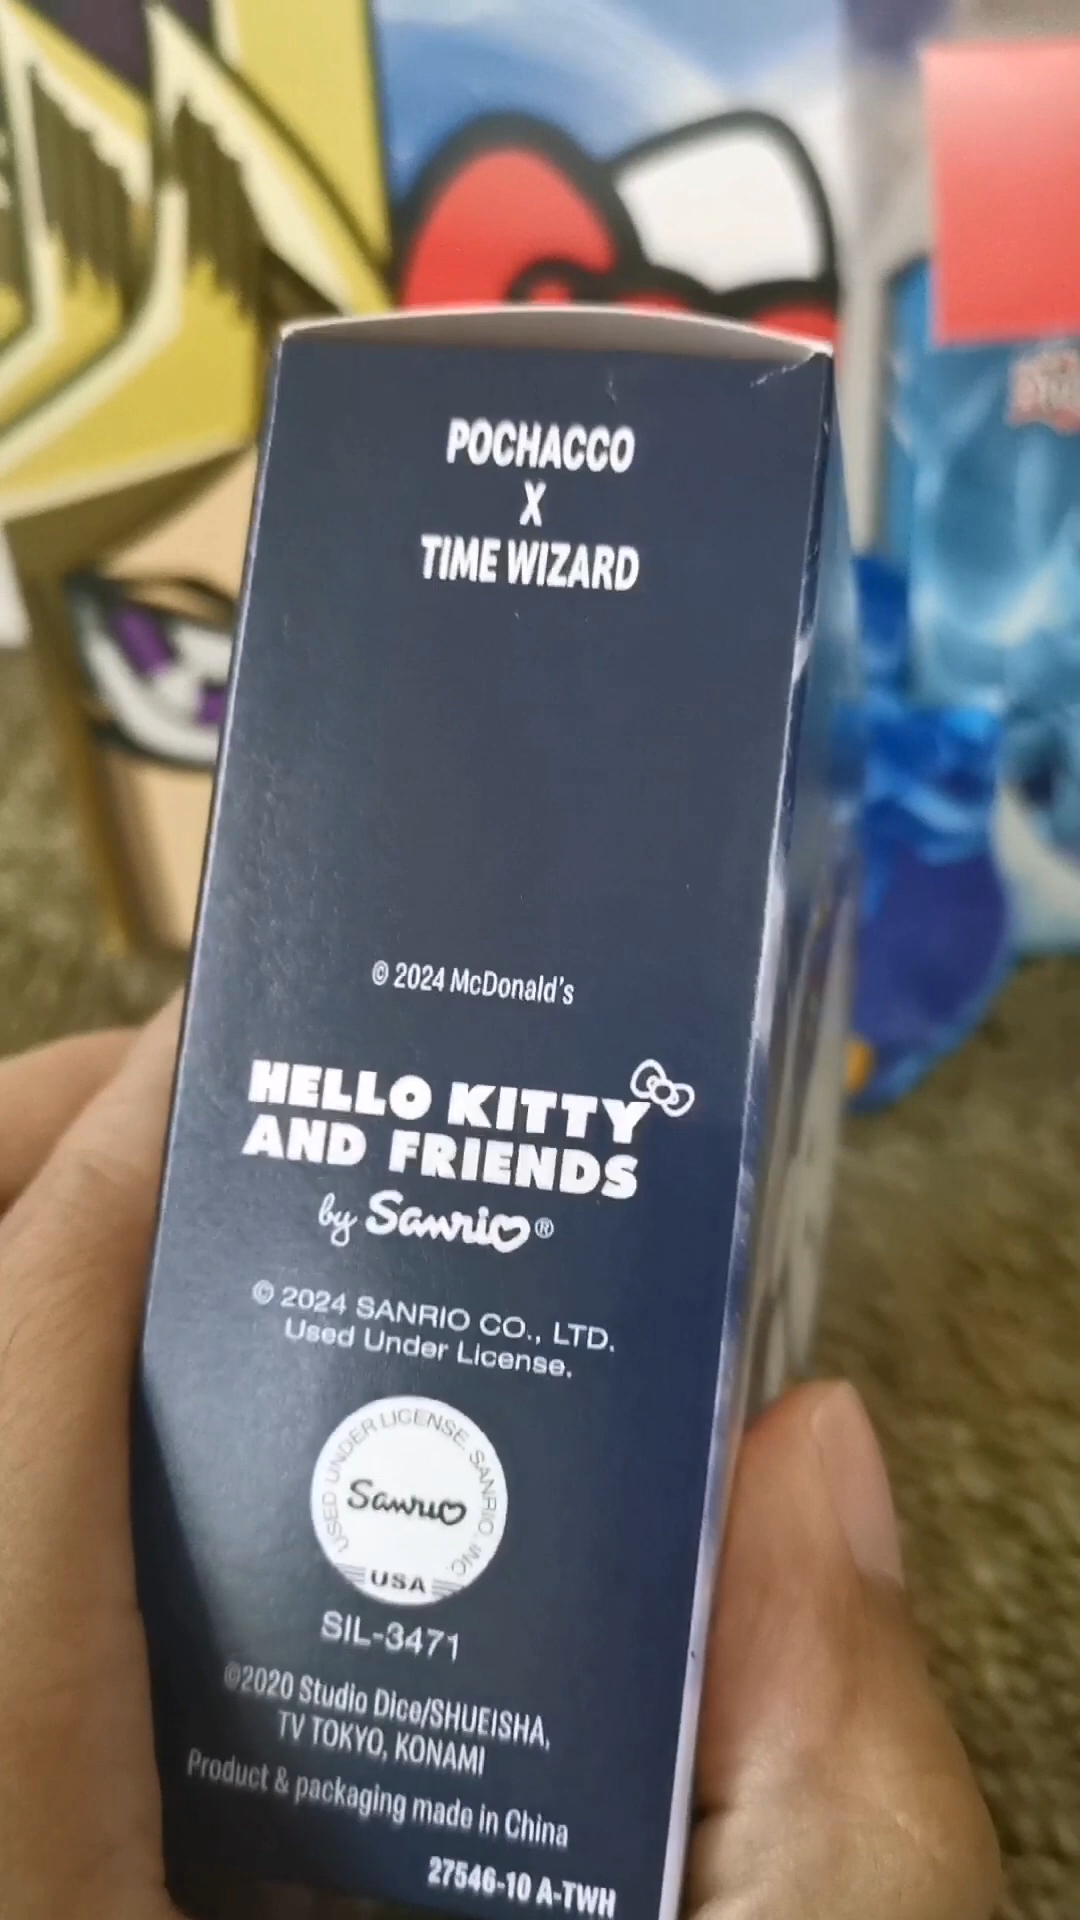 POCHACCO
X
TIME WIZARD
© 2024 McDonald's
HELLO KITTY
AND FRIENDS
by Sanrio®
© 2024 SANRIO CO., LTD.
Used Under License.
USED UNDER LICENSE. SANRIO, INC.
Sanrio
USA
SIL-3471
©2020 Studio Dice/SHUEISHA,
TV TOKYO, KONAMI
Product & packaging made in China
27546-10 A-TWH